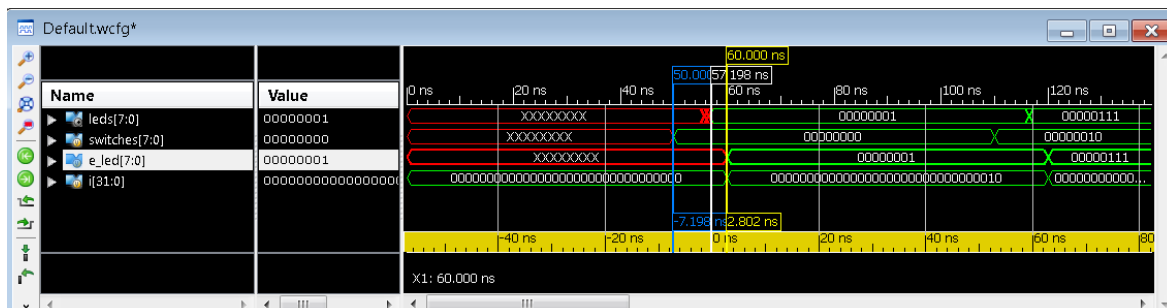 Default.wcfg*
60.000 ns
50.000 57.198 ns
Name Value 0 ns 20 ns 40 ns 60 ns 80 ns 100 ns 120 ns
leds[7:0] 00000001 XXXXXXXX 00000001 00000111
switches[7:0] 00000000 XXXXXXXX 00000000 00000010
e_led[7:0] 00000001 XXXXXXXX 00000001 00000111
i[31:0] 00000000000000000 00000000000000000000000000000000 00000000000000000000000000000010 00000000000...
-7.198 ns 2.802 ns
-40 ns -20 ns 0 ns 20 ns 40 ns 60 ns 80
X1: 60.000 ns